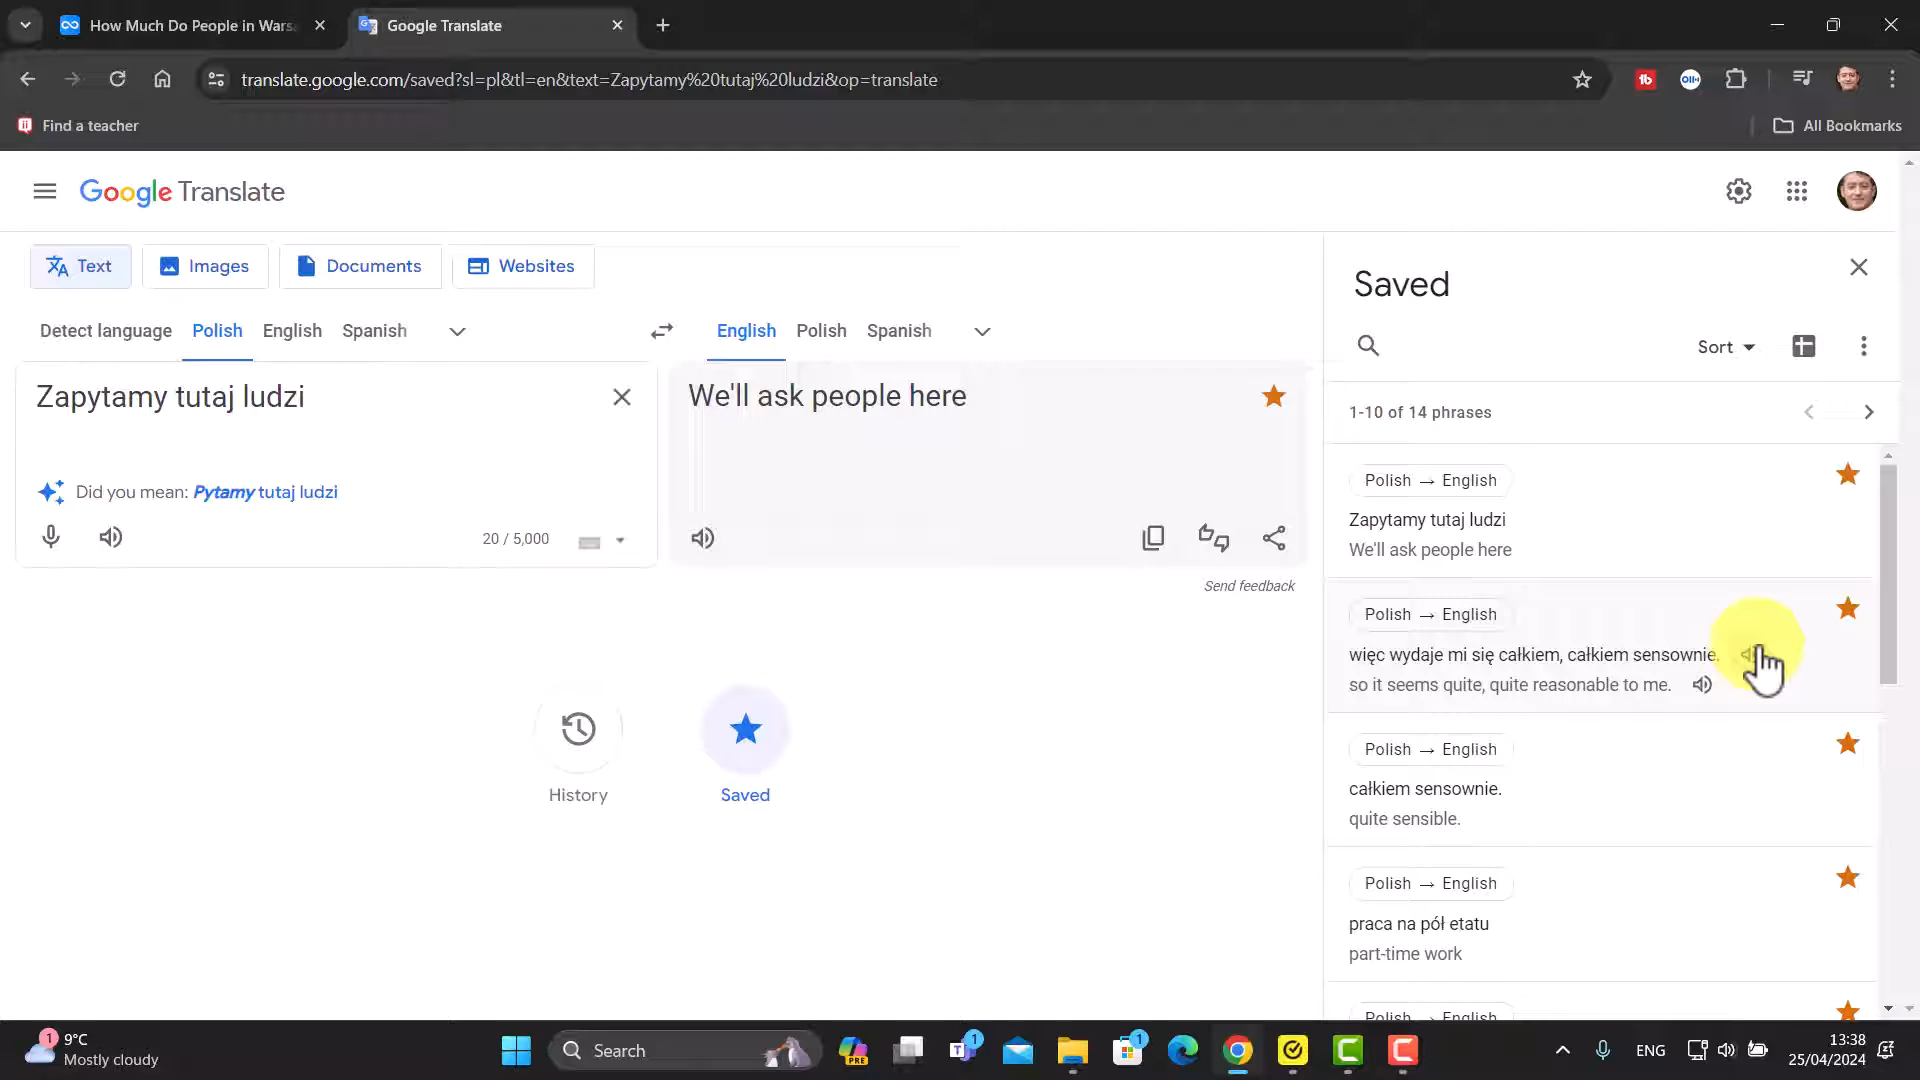 How Much Do People in Wars
Google Translate
translate.google.com/saved?sl=pl&tl=en&text=Zapytamy%20tutaj%20ludzi&op=translate
Find a teacher
All Bookmarks
Google Translate
Text
Images
Documents
Websites
Detect language
Polish
English
Spanish
English
Polish
Spanish
Zapytamy tutaj ludzi
We'll ask people here
Did you mean: Pytamy tutaj ludzi
20 / 5,000
Send feedback
History
Saved
Saved
Sort
1-10 of 14 phrases
Polish → English
Zapytamy tutaj ludzi
We'll ask people here
Polish → English
więc wydaje mi się całkiem, całkiem sensownie.
so it seems quite, quite reasonable to me.
Polish → English
całkiem sensownie.
quite sensible.
Polish → English
praca na pół etatu
part-time work
Polish → English
1
9°C
Mostly cloudy
Search
PRE
1
1
ENG
13:38
25/04/2024